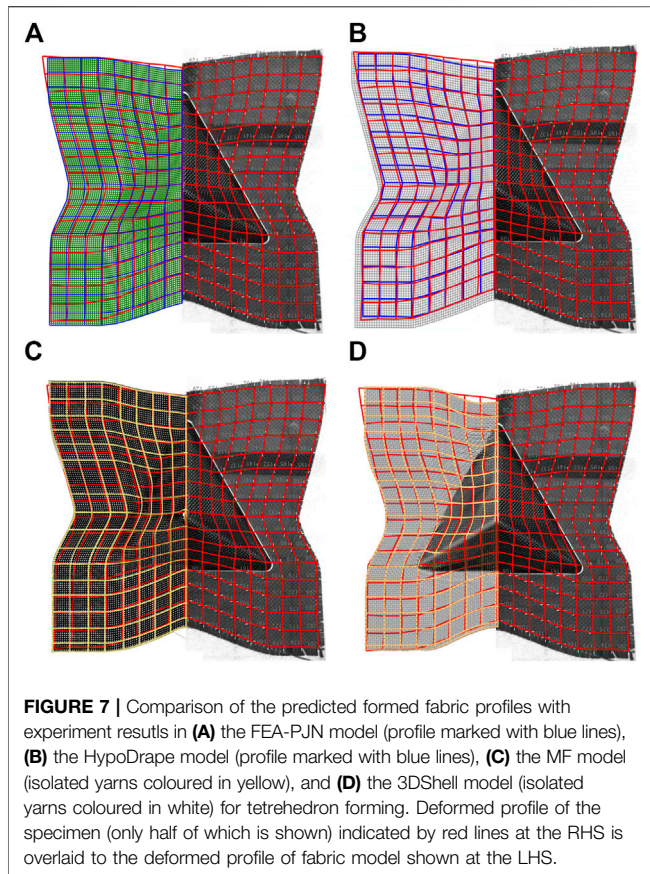 A
B
C
D
FIGURE 7 | Comparison of the predicted formed fabric profiles with
experiment resutls in (A) the FEA-PJN model (profile marked with blue lines),
(B) the HypoDrape model (profile marked with blue lines), (C) the MF model
(isolated yarns coloured in yellow), and (D) the 3DShell model (isolated
yarns coloured in white) for tetrehedron forming. Deformed profile of the
specimen (only half of which is shown) indicated by red lines at the RHS is
overlaid to the deformed profile of fabric model shown at the LHS.